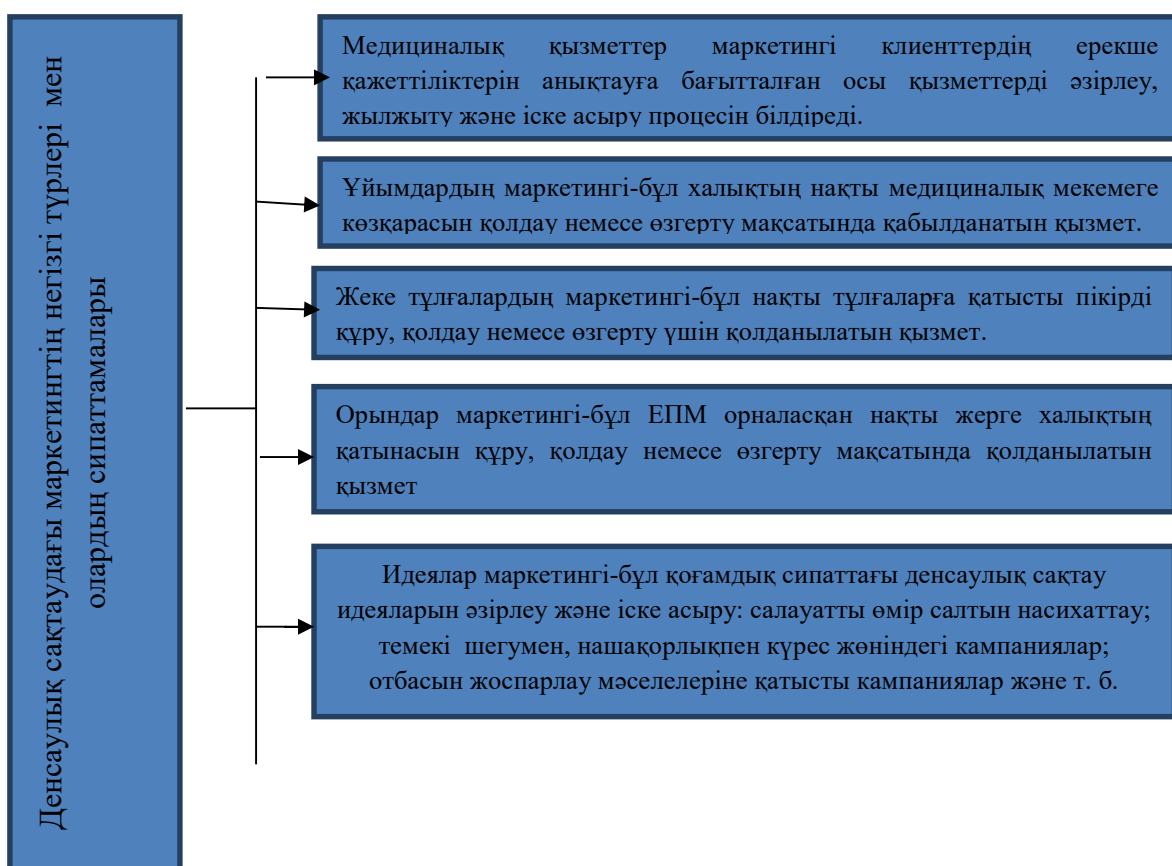 Денсаулық сақтаудағы маркетингтің негізгі түрлері мен
олардың сипаттамалары
Медициналық қызметтер маркетингі клиенттердің ерекше
қажеттіліктерін анықтауға бағытталған осы қызметтерді әзірлеу,
жылжыту және іске асыру процесін білдіреді.
Ұйымдардың маркетингі-бұл халықтың нақты медициналық мекемеге
көзқарасын қолдау немесе өзгерту мақсатында қабылданатын қызмет.
Жеке тұлғалардың маркетингі-бұл нақты тұлғаларға қатысты пікірді
құру, қолдау немесе өзгерту үшін қолданылатын қызмет.
Орындар маркетингі-бұл ЕПМ орналасқан нақты жерге халықтың
қатынасын құру, қолдау немесе өзгерту мақсатында қолданылатын
қызмет
Идеялар маркетингі-бұл қоғамдық сипаттағы денсаулық сақтау
идеяларын әзірлеу және іске асыру: салауатты өмір салтын насихаттау;
темекі шегумен, нашақорлықпен күрес жөніндегі кампаниялар;
отбасын жоспарлау мәселелеріне қатысты кампаниялар және т. б.